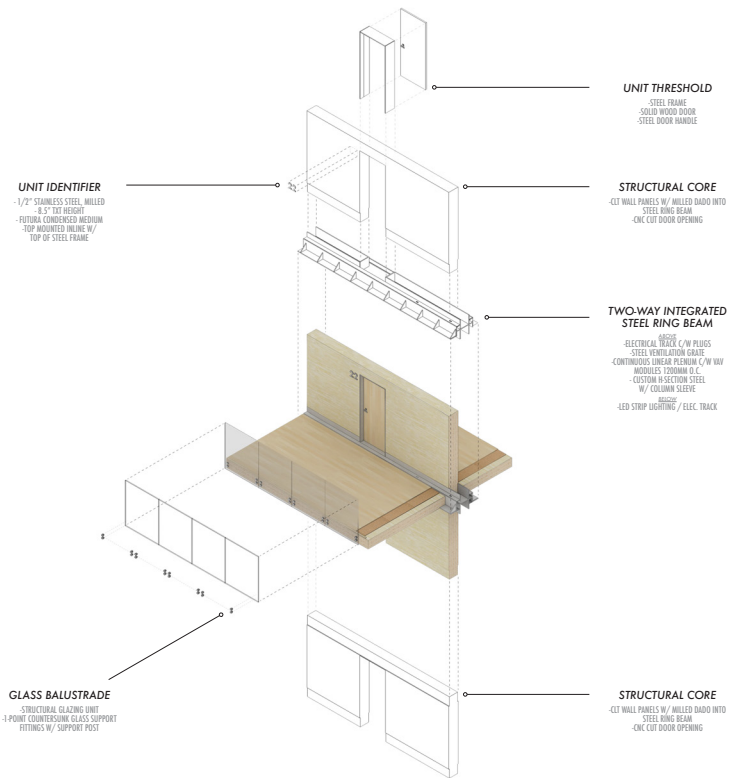 UNIT THRESHOLD
-STEEL FRAME
-SOLID WOOD DOOR
-STEEL DOOR HANDLE
UNIT IDENTIFIER
- 1/2" STAINLESS STEEL, MILLED
- 8.5" TXT HEIGHT
- FUTURA CONDENSED MEDIUM
-TOP MOUNTED INLINE W/
TOP OF STEEL FRAME
STRUCTURAL CORE
-CLT WALL PANELS W/ MILLED DADO INTO
STEEL RING BEAM
-CNC CUT DOOR OPENING
TWO-WAY INTEGRATED
STEEL RING BEAM
ABOVE
-ELECTRICAL TRACK C/W PLUGS
-STEEL VENTILATION GRATE
-CONTINUOUS LINEAR PLENUM C/W VAV
MODULES 1200MM O.C.
- CUSTOM H-SECTION STEEL
W/ COLUMN SLEEVE
BELOW
-LED STRIP LIGHTING / ELEC. TRACK
22
GLASS BALUSTRADE
-STRUCTURAL GLAZING UNIT
-1-POINT COUNTERSUNK GLASS SUPPORT
FITTINGS W/ SUPPORT POST
STRUCTURAL CORE
-CLT WALL PANELS W/ MILLED DADO INTO
STEEL RING BEAM
-CNC CUT DOOR OPENING